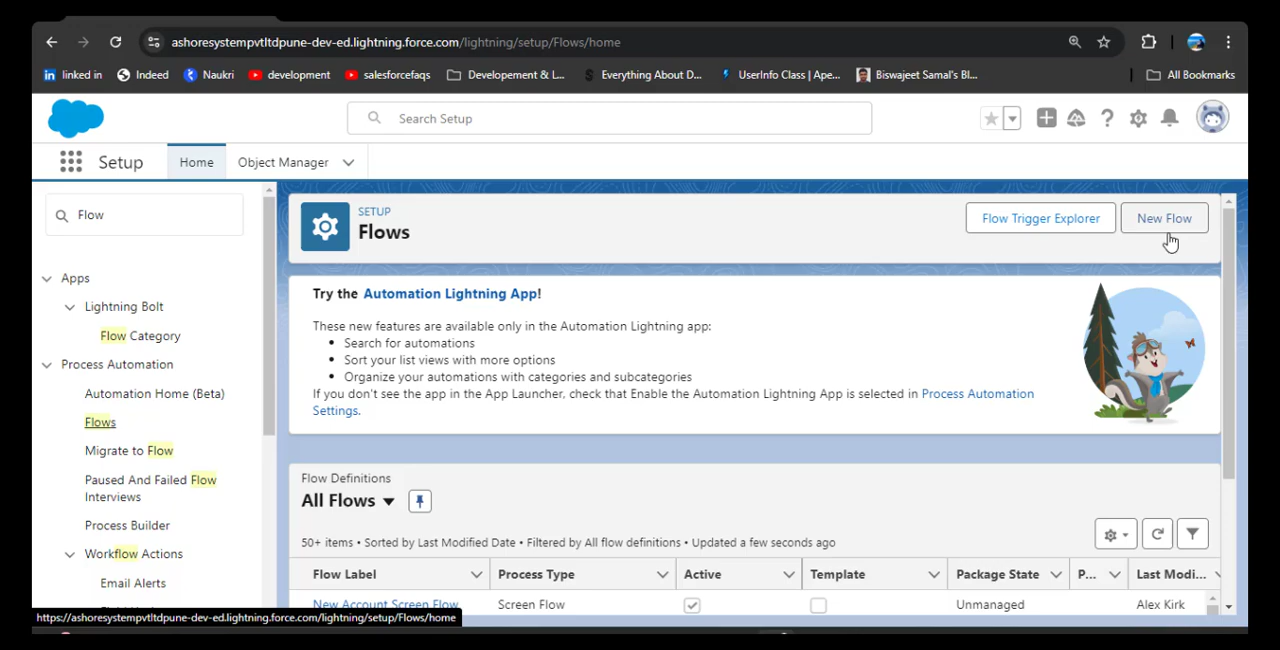 ashoresystempvtltdpune-dev-ed.lightning.force.com/lightning/setup/Flows/home
linked in
Indeed
Naukri
development
salesforcefaqs
Developement & L...
Everything About D...
UserInfo Class | Ape...
Biswajeet Samal's Bl...
All Bookmarks
Search Setup
Setup
Home
Object Manager
Flow
Apps
Lightning Bolt
Flow Category
Process Automation
Automation Home (Beta)
Flows
Migrate to Flow
Paused And Failed Flow
Interviews
Process Builder
Workflow Actions
Email Alerts
SETUP
Flows
Flow Trigger Explorer
New Flow
Try the Automation Lightning App!
These new features are available only in the Automation Lightning app:
• Search for automations
• Sort your list views with more options
• Organize your automations with categories and subcategories
If you don't see the app in the App Launcher, check that Enable the Automation Lightning App is selected in Process Automation
Settings.
Flow Definitions
All Flows
50+ items • Sorted by Last Modified Date • Filtered by All flow definitions • Updated a few seconds ago
Flow Label
Process Type
Active
Template
Package State
P...
Last Modi...
New Account Screen Flow
Screen Flow
Unmanaged
Alex Kirk
https://ashoresystempvtltdpune-dev-ed.lightning.force.com/lightning/setup/Flows/home